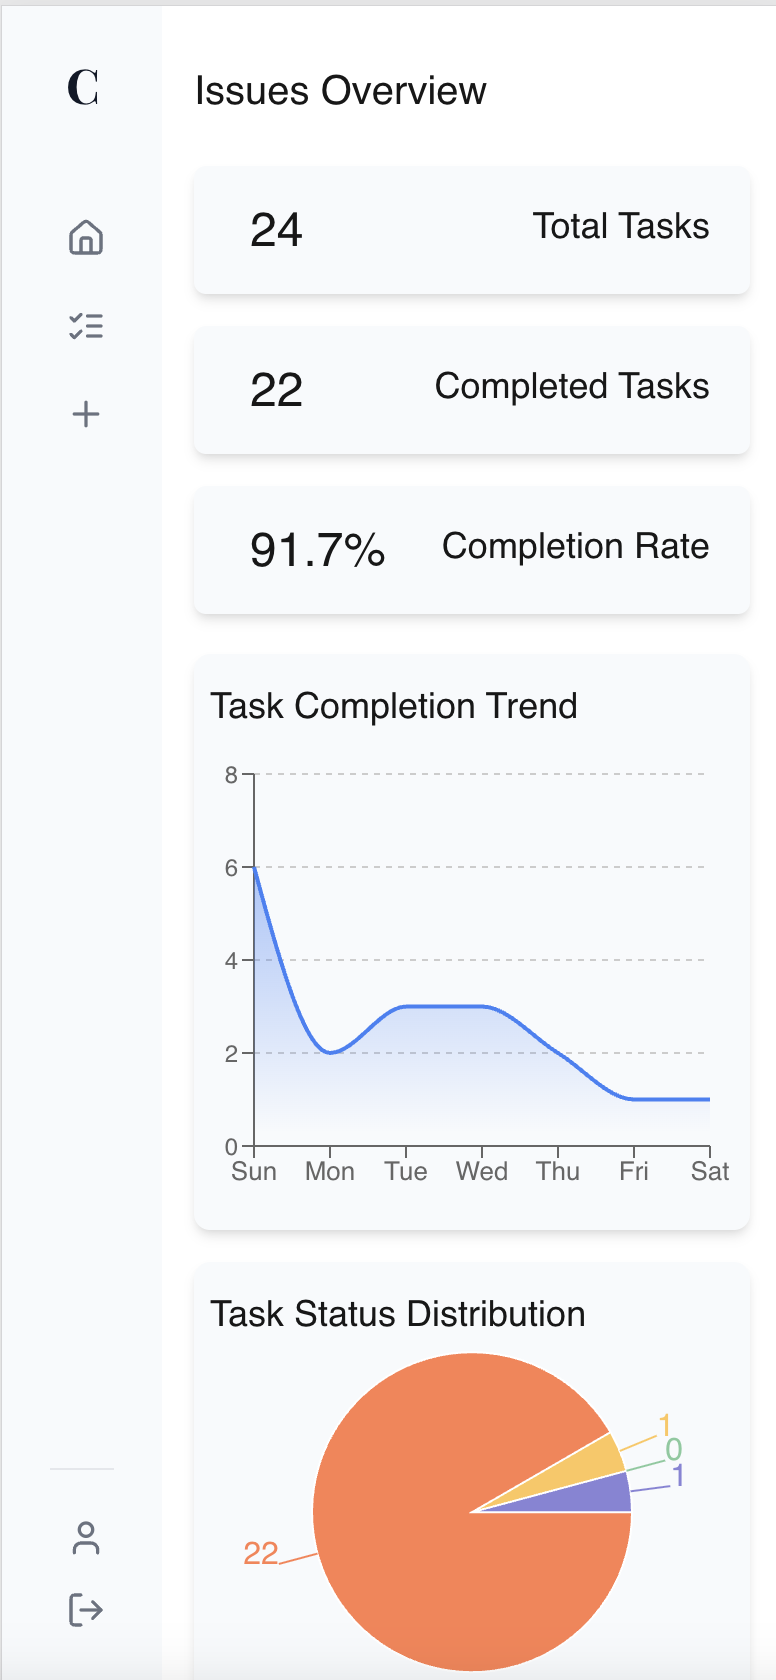 C
Issues Overview
24 Total Tasks
22 Completed Tasks
91.7% Completion Rate
Task Completion Trend
8
6
4
2
0
Sun Mon Tue Wed Thu Fri Sat
Task Status Distribution
1
0
1
22